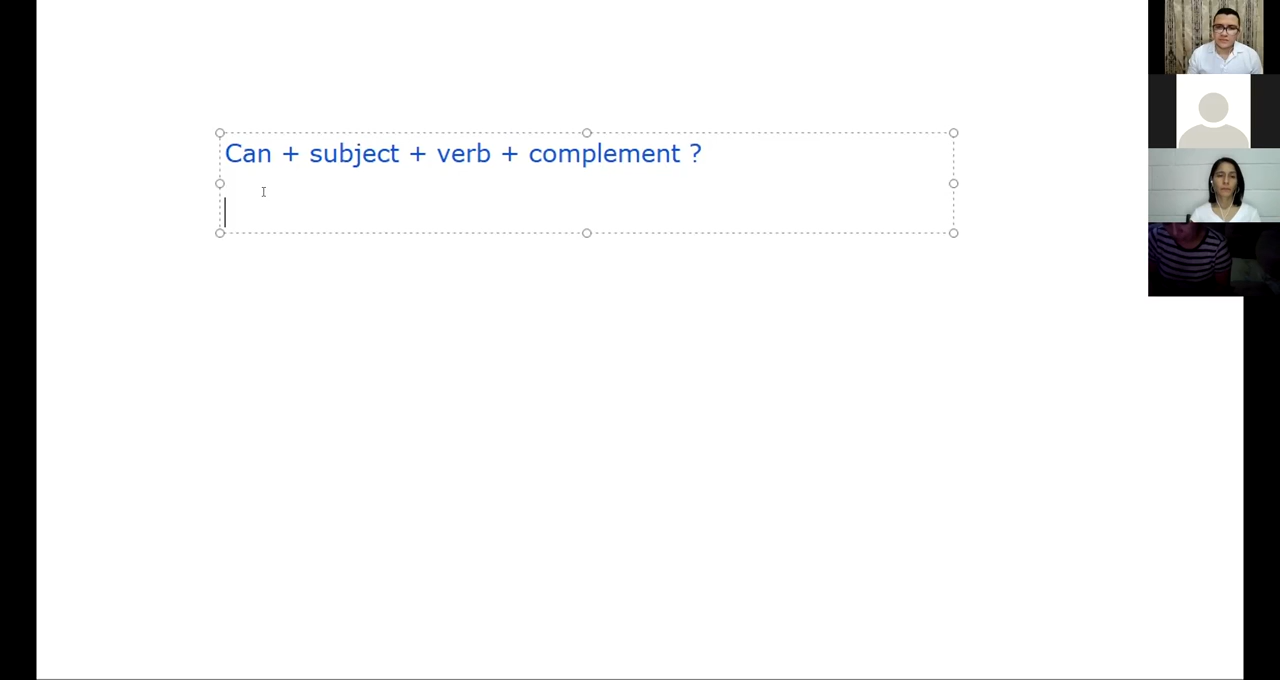 Can + subject + verb + complement ?